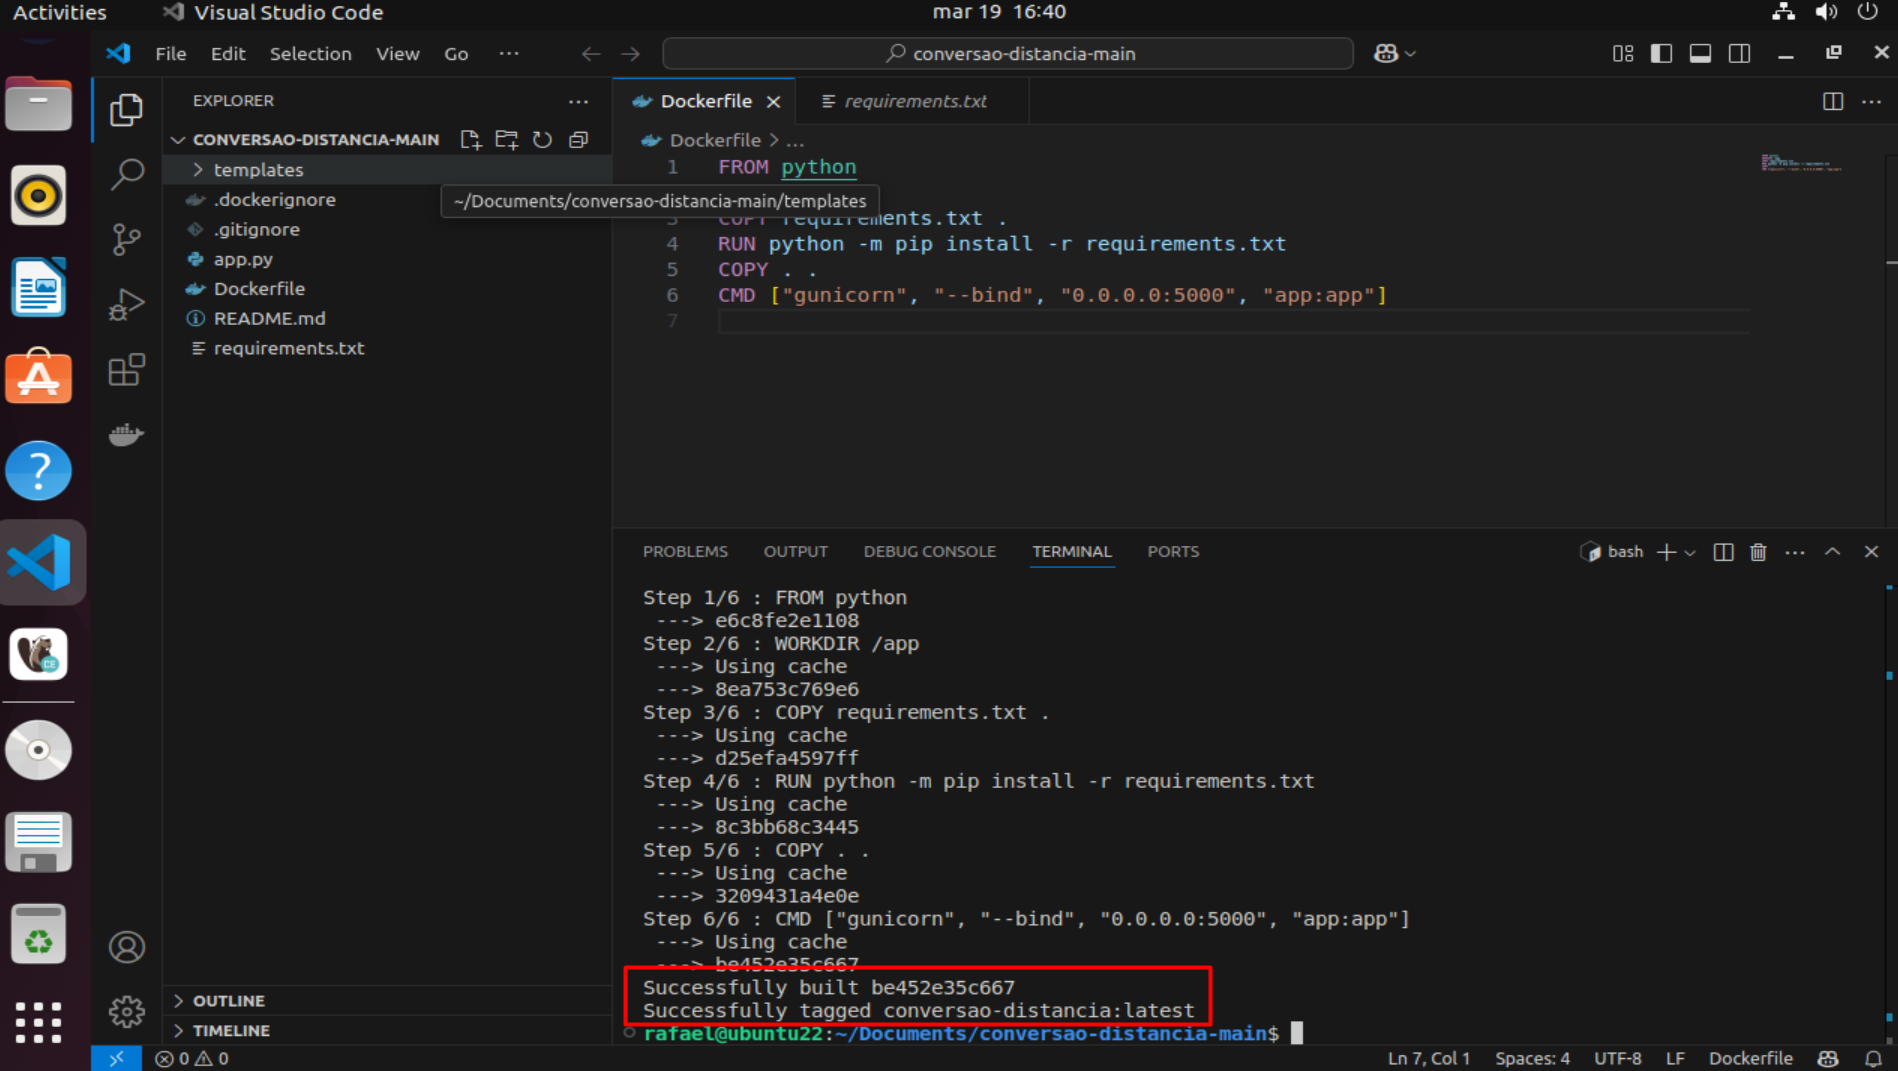 Activities
Visual Studio Code
mar 19 16:40
File Edit Selection View Go ···
conversao-distancia-main
EXPLORER
CONVERSAO-DISTANCIA-MAIN
templates
.dockerignore
.gitignore
app.py
Dockerfile
README.md
requirements.txt
OUTLINE
TIMELINE
Dockerfile
requirements.txt
Dockerfile > ...
1 FROM python
~/Documents/conversao-distancia-main/templates
3 COPY requirements.txt .
4 RUN python -m pip install -r requirements.txt
5 COPY . .
6 CMD ["gunicorn", "--bind", "0.0.0.0:5000", "app:app"]
7
PROBLEMS OUTPUT DEBUG CONSOLE TERMINAL PORTS
bash
Step 1/6 : FROM python
---> e6c8fe2e1108
Step 2/6 : WORKDIR /app
---> Using cache
---> 8ea753c769e6
Step 3/6 : COPY requirements.txt .
---> Using cache
---> d25efa4597ff
Step 4/6 : RUN python -m pip install -r requirements.txt
---> Using cache
---> 8c3bb68c3445
Step 5/6 : COPY . .
---> Using cache
---> 3209431a4e0e
Step 6/6 : CMD ["gunicorn", "--bind", "0.0.0.0:5000", "app:app"]
---> Using cache
---> be452e35c667
Successfully built be452e35c667
Successfully tagged conversao-distancia:latest
rafael@ubuntu22:~/Documents/conversao-distancia-main$
0 0
Ln 7, Col 1 Spaces: 4 UTF-8 LF Dockerfile
CE